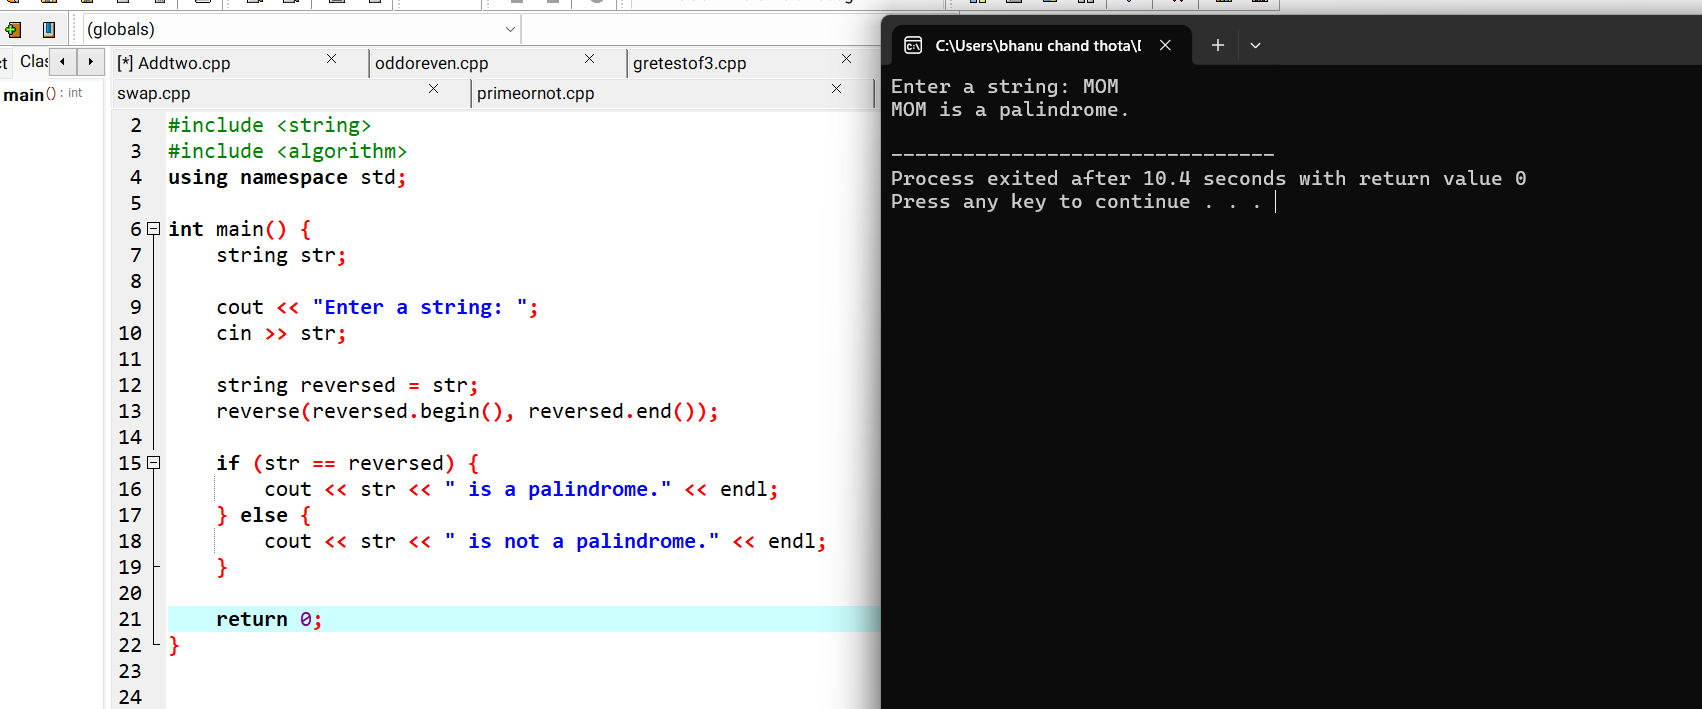 (globals)
Clas
[*] Addtwo.cpp
oddoreven.cpp
gretestof3.cpp
main() : int
swap.cpp
primeornot.cpp
2 #include <string>
3 #include <algorithm>
4 using namespace std;
5
6 int main() {
7 string str;
8
9 cout << "Enter a string: ";
10 cin >> str;
11
12 string reversed = str;
13 reverse(reversed.begin(), reversed.end());
14
15 if (str == reversed) {
16 cout << str << " is a palindrome." << endl;
17 } else {
18 cout << str << " is not a palindrome." << endl;
19 }
20
21 return 0;
22 }
23
24
C:\Users\bhanu chand thota\[
Enter a string: MOM
MOM is a palindrome.
--------------------------------
Process exited after 10.4 seconds with return value 0
Press any key to continue . . .